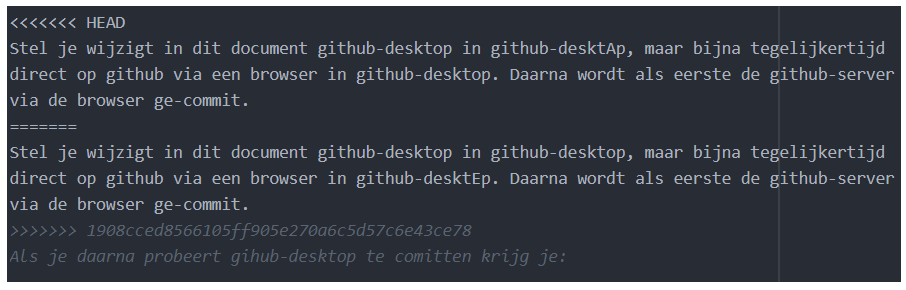 <<<<<<< HEAD
Stel je wijzigt in dit document github-desktop in github-desktAp, maar bijna tegelijkertijd
direct op github via een browser in github-desktop. Daarna wordt als eerste de github-server
via de browser ge-commit.
=======
Stel je wijzigt in dit document github-desktop in github-desktop, maar bijna tegelijkertijd
direct op github via een browser in github-desktEp. Daarna wordt als eerste de github-server
via de browser ge-commit.
>>>>>>> 1908cced8566105ff905e270a6c5d57c6e43ce78
Als je daarna probeert gihub-desktop te comitten krijg je: